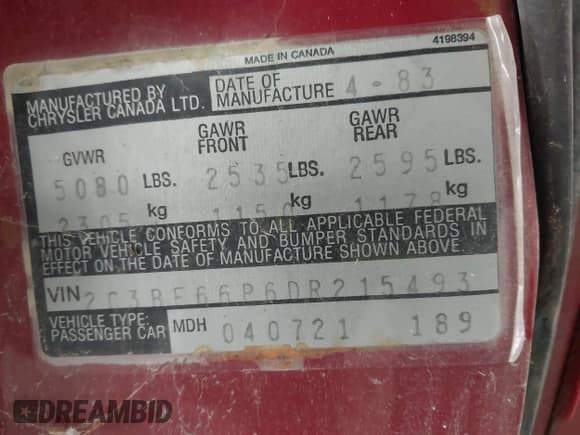 4198394
MADE IN CANADA
MANUFACTURED BY
CHRYSLER CANADA LTD.
DATE OF
MANUFACTURE 4-83
GVWR
GAWR
FRONT
GAWR
REAR
5080 LBS. 2535 LBS. 2595 LBS.
2305 kg 1150 kg 1178 kg
THIS VEHICLE CONFORMS TO ALL APPLICABLE FEDERAL
MOTOR VEHICLE SAFETY AND BUMPER STANDARDS IN
EFFECT ON THE DATE OF MANUFACTURE SHOWN ABOVE.
VIN 2C3BF66P6DR215493
VEHICLE TYPE:
PASSENGER CAR
MDH 040721 189
DREAMBID